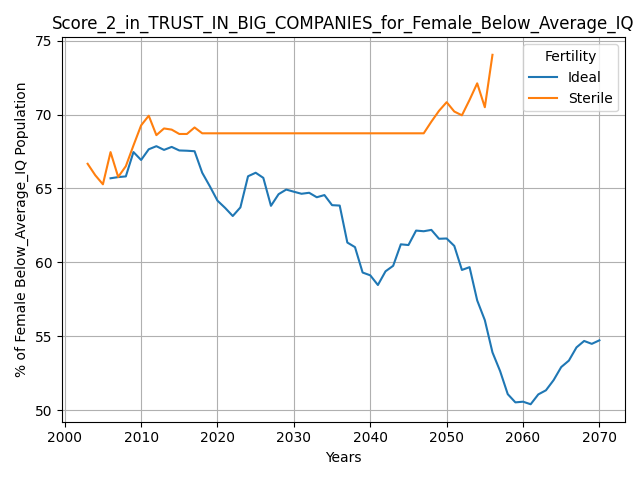 Score_2_in_TRUST_IN_BIG_COMPANIES_for_Female_Below_Average_IQ
75
70
65
60
55
50
% of Female Below_Average_IQ Population
Fertility
Ideal
Sterile
2000 2010 2020 2030 2040 2050 2060 2070
Years